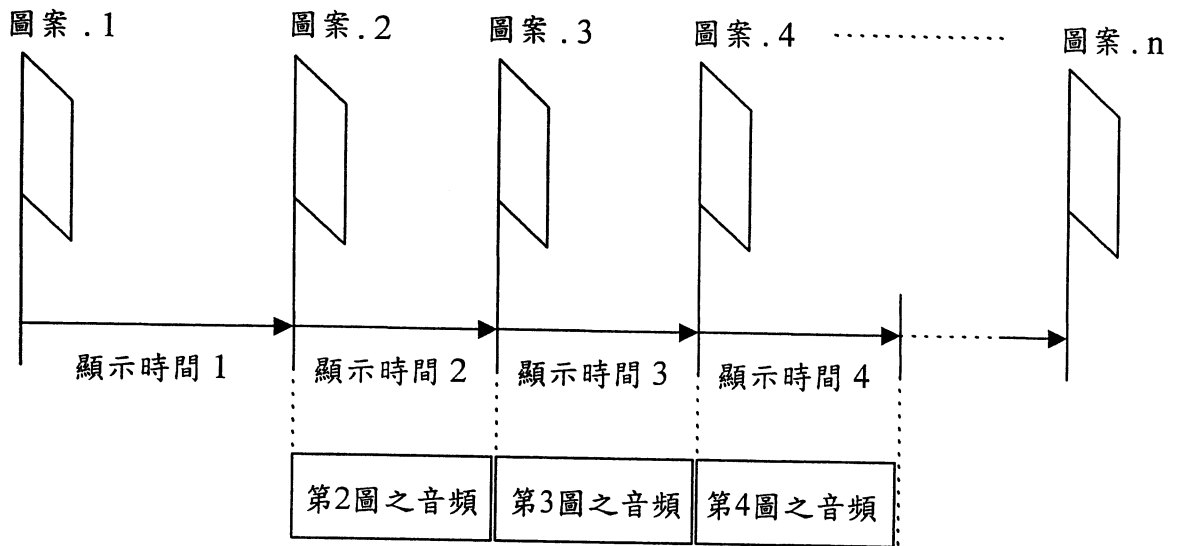 圖案.1
圖案.2
圖案.3
圖案.4
圖案.n
顯示時間1
顯示時間2
顯示時間3
顯示時間4
第2圖之音頻
第3圖之音頻
第4圖之音頻